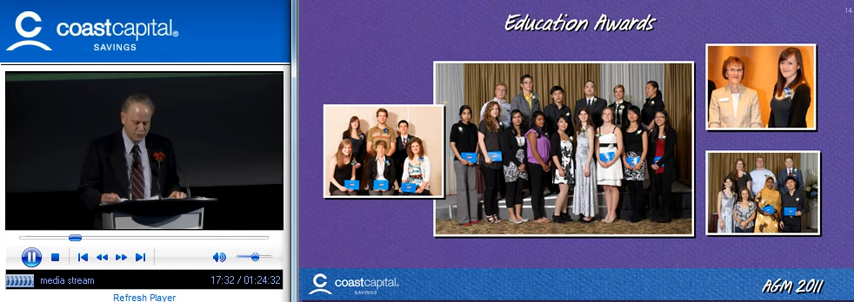 coastcapital®
SAVINGS
media stream
17:32 / 01:24:32
Refresh Player
14
Education Awards
coastcapital®
SAVINGS
AGM 2011